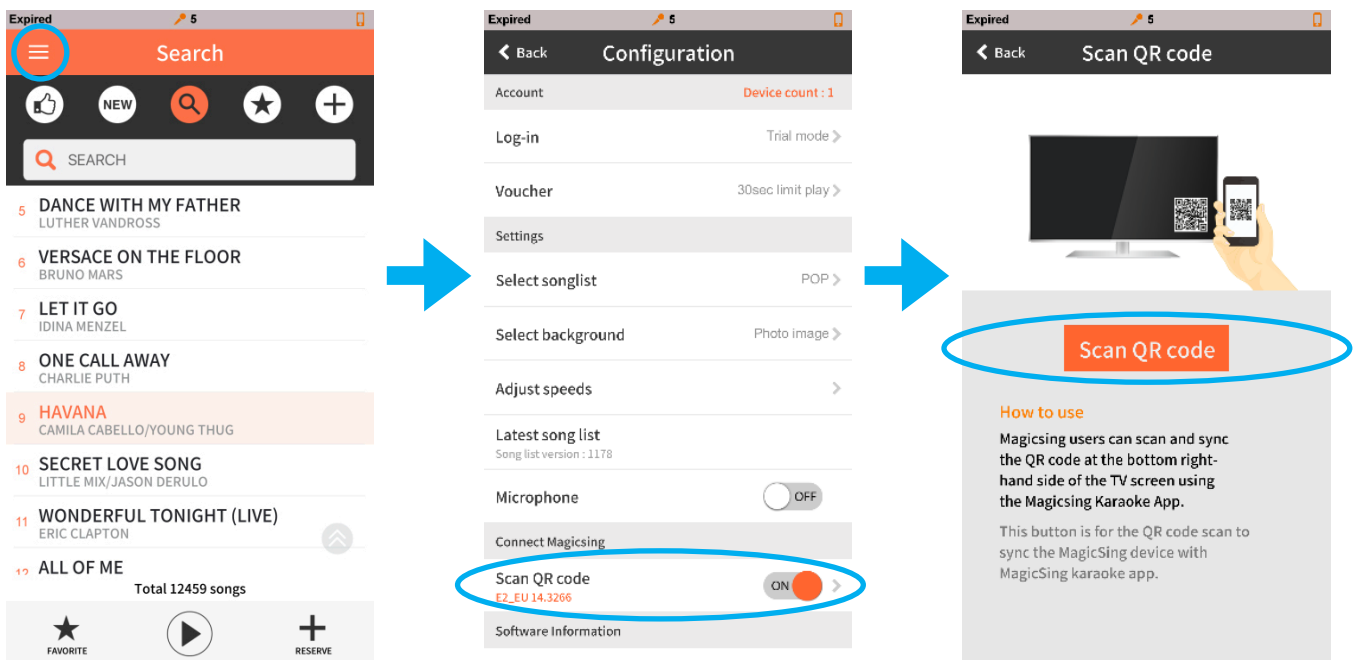 Expired
5
Search
NEW
SEARCH
5 DANCE WITH MY FATHER
LUTHER VANDROSS
6 VERSACE ON THE FLOOR
BRUNO MARS
7 LET IT GO
IDINA MENZEL
8 ONE CALL AWAY
CHARLIE PUTH
9 HAVANA
CAMILA CABELLO/YOUNG THUG
10 SECRET LOVE SONG
LITTLE MIX/JASON DERULO
11 WONDERFUL TONIGHT (LIVE)
ERIC CLAPTON
12 ALL OF ME
Total 12459 songs
FAVORITE
RESERVE
Expired
5
Back Configuration
Account Device count : 1
Log-in Trial mode
Voucher 30sec limit play
Settings
Select songlist POP
Select background Photo image
Adjust speeds
Latest song list
Song list version : 1178
Microphone OFF
Connect Magicsing
Scan QR code ON
E2_EU 14.3266
Software Information
Expired
5
Back Scan QR code
Scan QR code
How to use
Magicsing users can scan and sync
the QR code at the bottom right-
hand side of the TV screen using
the Magicsing Karaoke App.
This button is for the QR code scan to
sync the MagicSing device with
MagicSing karaoke app.